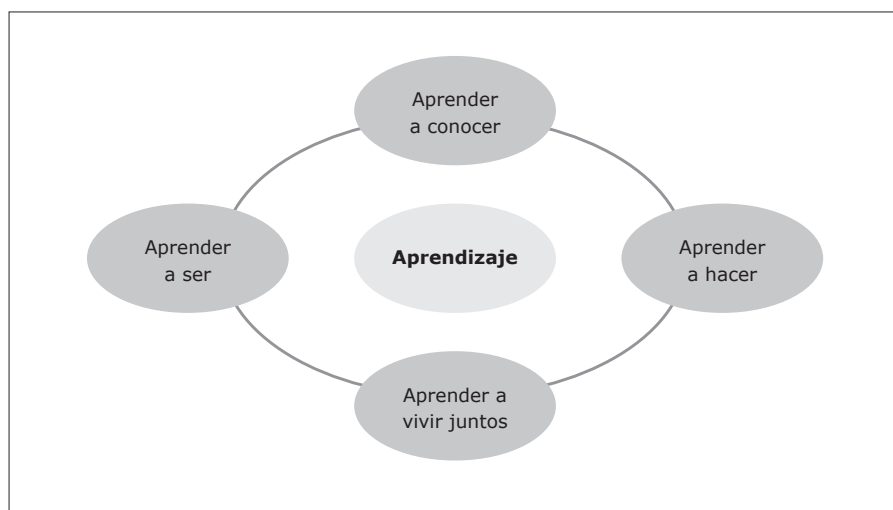 Aprender
a conocer
Aprender
a ser
Aprendizaje
Aprender
a hacer
Aprender a
vivir juntos